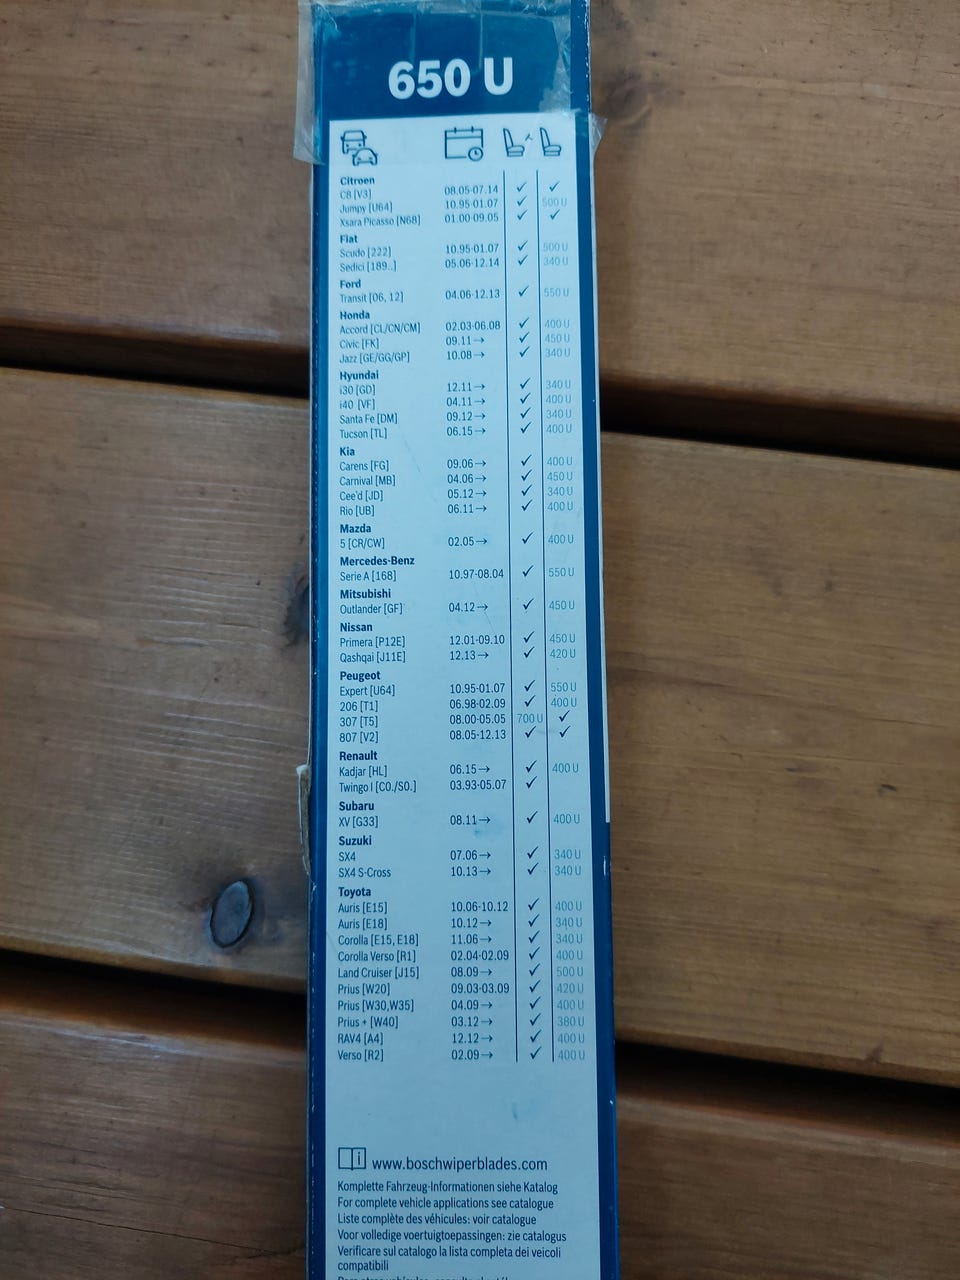 650 U
Citroen
C8 [V3] 08.05-07.14 ✓ ✓
Jumpy [U64] 10.95-01.07 ✓ 500 U
Xsara Picasso [N68] 01.00-09.05 ✓ ✓
Fiat
Scudo [222] 10.95-01.07 ✓ 500 U
Sedici [189..] 05.06-12.14 ✓ 340 U
Ford
Transit [06, 12] 04.06-12.13 ✓ 550 U
Honda
Accord [CL/CN/CM] 02.03-06.08 ✓ 400 U
Civic [FK] 09.11→ ✓ 450 U
Jazz [GE/GG/GP] 10.08→ ✓ 340 U
Hyundai
i30 [GD] 12.11→ ✓ 340 U
i40 [VF] 04.11→ ✓ 400 U
Santa Fe [DM] 09.12→ ✓ 340 U
Tucson [TL] 06.15→ ✓ 400 U
Kia
Carens [FG] 09.06→ ✓ 400 U
Carnival [MB] 04.06→ ✓ 450 U
Cee'd [JD] 05.12→ ✓ 340 U
Rio [UB] 06.11→ ✓ 400 U
Mazda
5 [CR/CW] 02.05→ ✓ 400 U
Mercedes-Benz
Serie A [168] 10.97-08.04 ✓ 550 U
Mitsubishi
Outlander [GF] 04.12→ ✓ 450 U
Nissan
Primera [P12E] 12.01-09.10 ✓ 450 U
Qashqai [J11E] 12.13→ ✓ 420 U
Peugeot
Expert [U64] 10.95-01.07 ✓ 550 U
206 [T1] 06.98-02.09 ✓ 400 U
307 [T5] 08.00-05.05 700 U ✓
807 [V2] 08.05-12.13 ✓ ✓
Renault
Kadjar [HL] 06.15→ ✓ 400 U
Twingo I [C0./S0.] 03.93-05.07 ✓
Subaru
XV [G33] 08.11→ ✓ 400 U
Suzuki
SX4 07.06→ ✓ 340 U
SX4 S-Cross 10.13→ ✓ 340 U
Toyota
Auris [E15] 10.06-10.12 ✓ 400 U
Auris [E18] 10.12→ ✓ 340 U
Corolla [E15, E18] 11.06→ ✓ 340 U
Corolla Verso [R1] 02.04-02.09 ✓ 400 U
Land Cruiser [J15] 08.09→ ✓ 500 U
Prius [W20] 09.03-03.09 ✓ 420 U
Prius [W30,W35] 04.09→ ✓ 400 U
Prius + [W40] 03.12→ ✓ 380 U
RAV4 [A4] 12.12→ ✓ 400 U
Verso [R2] 02.09→ ✓ 400 U
www.boschwiperblades.com
Komplette Fahrzeug-Informationen siehe Katalog
For complete vehicle applications see catalogue
Liste complète des véhicules: voir catalogue
Voor volledige voertuigtoepassingen: zie catalogus
Verificare sul catalogo la lista completa dei veicoli
compatibili